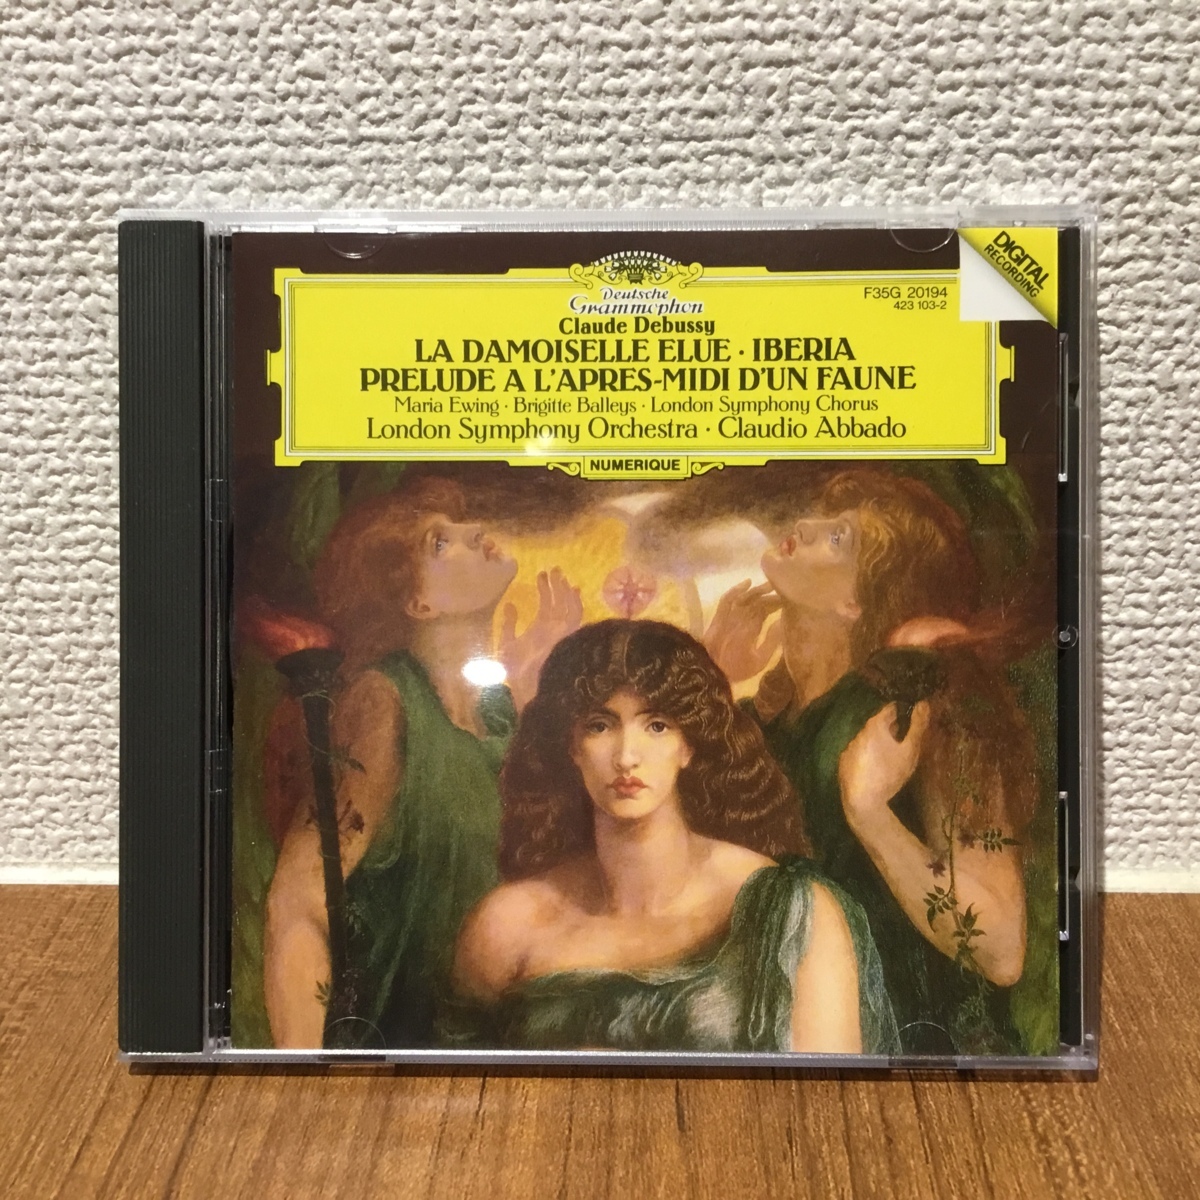 DIGITAL
RECORDING
F35G 20194
423 103-2
Deutsche
Grammophon
Claude Debussy
LA DAMOISELLE ELUE · IBERIA
PRELUDE A L'APRES-MIDI D'UN FAUNE
Maria Ewing · Brigitte Balleys · London Symphony Chorus
London Symphony Orchestra · Claudio Abbado
NUMERIQUE